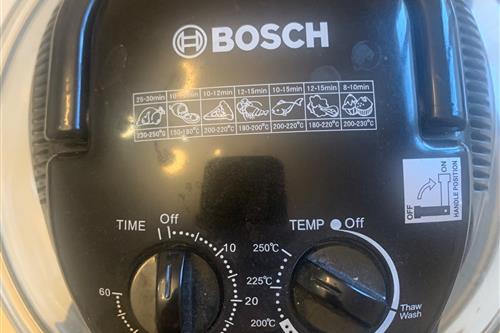 BOSCH
25-30min 10-12min 12-15min 10-15min 12-15min 8-10min
230-250°C 150-180°C 200-220°C 180-200°C 200-220°C 180-220°C 200-230°C
OFF ON
HANDLE POSITION
TIME Off
TEMP Off
10
20
60
250°C
225°C
200°C
Thaw
Wash